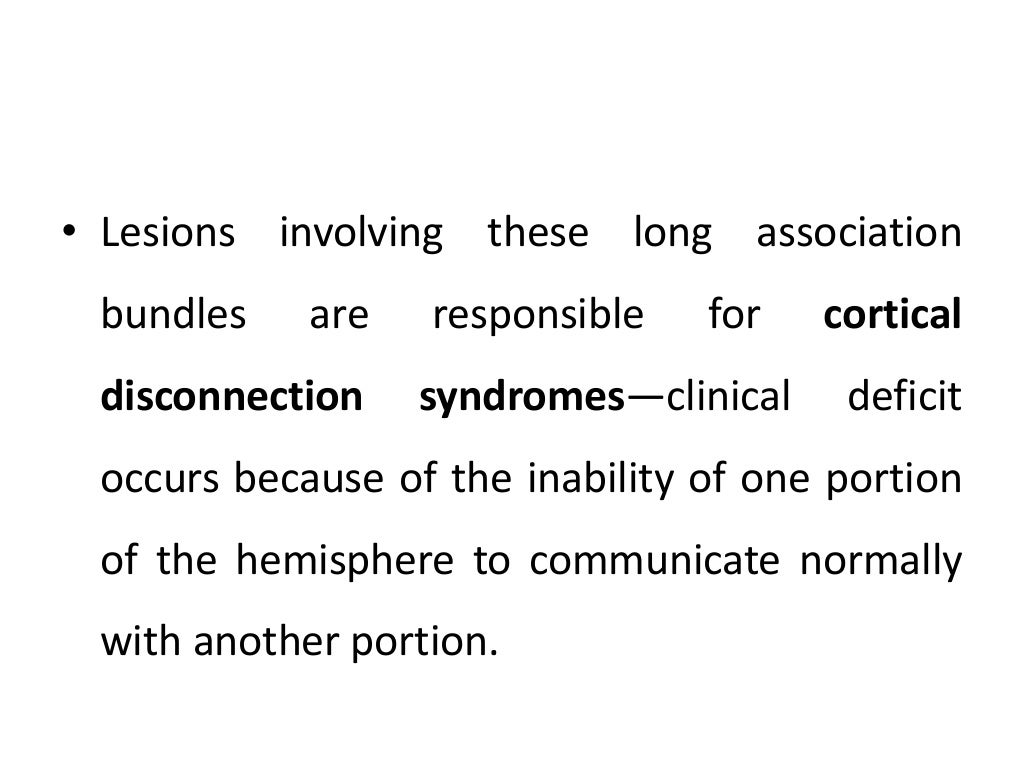 • Lesions involving these long association
bundles are responsible for cortical
disconnection syndromes—clinical deficit
occurs because of the inability of one portion
of the hemisphere to communicate normally
with another portion.